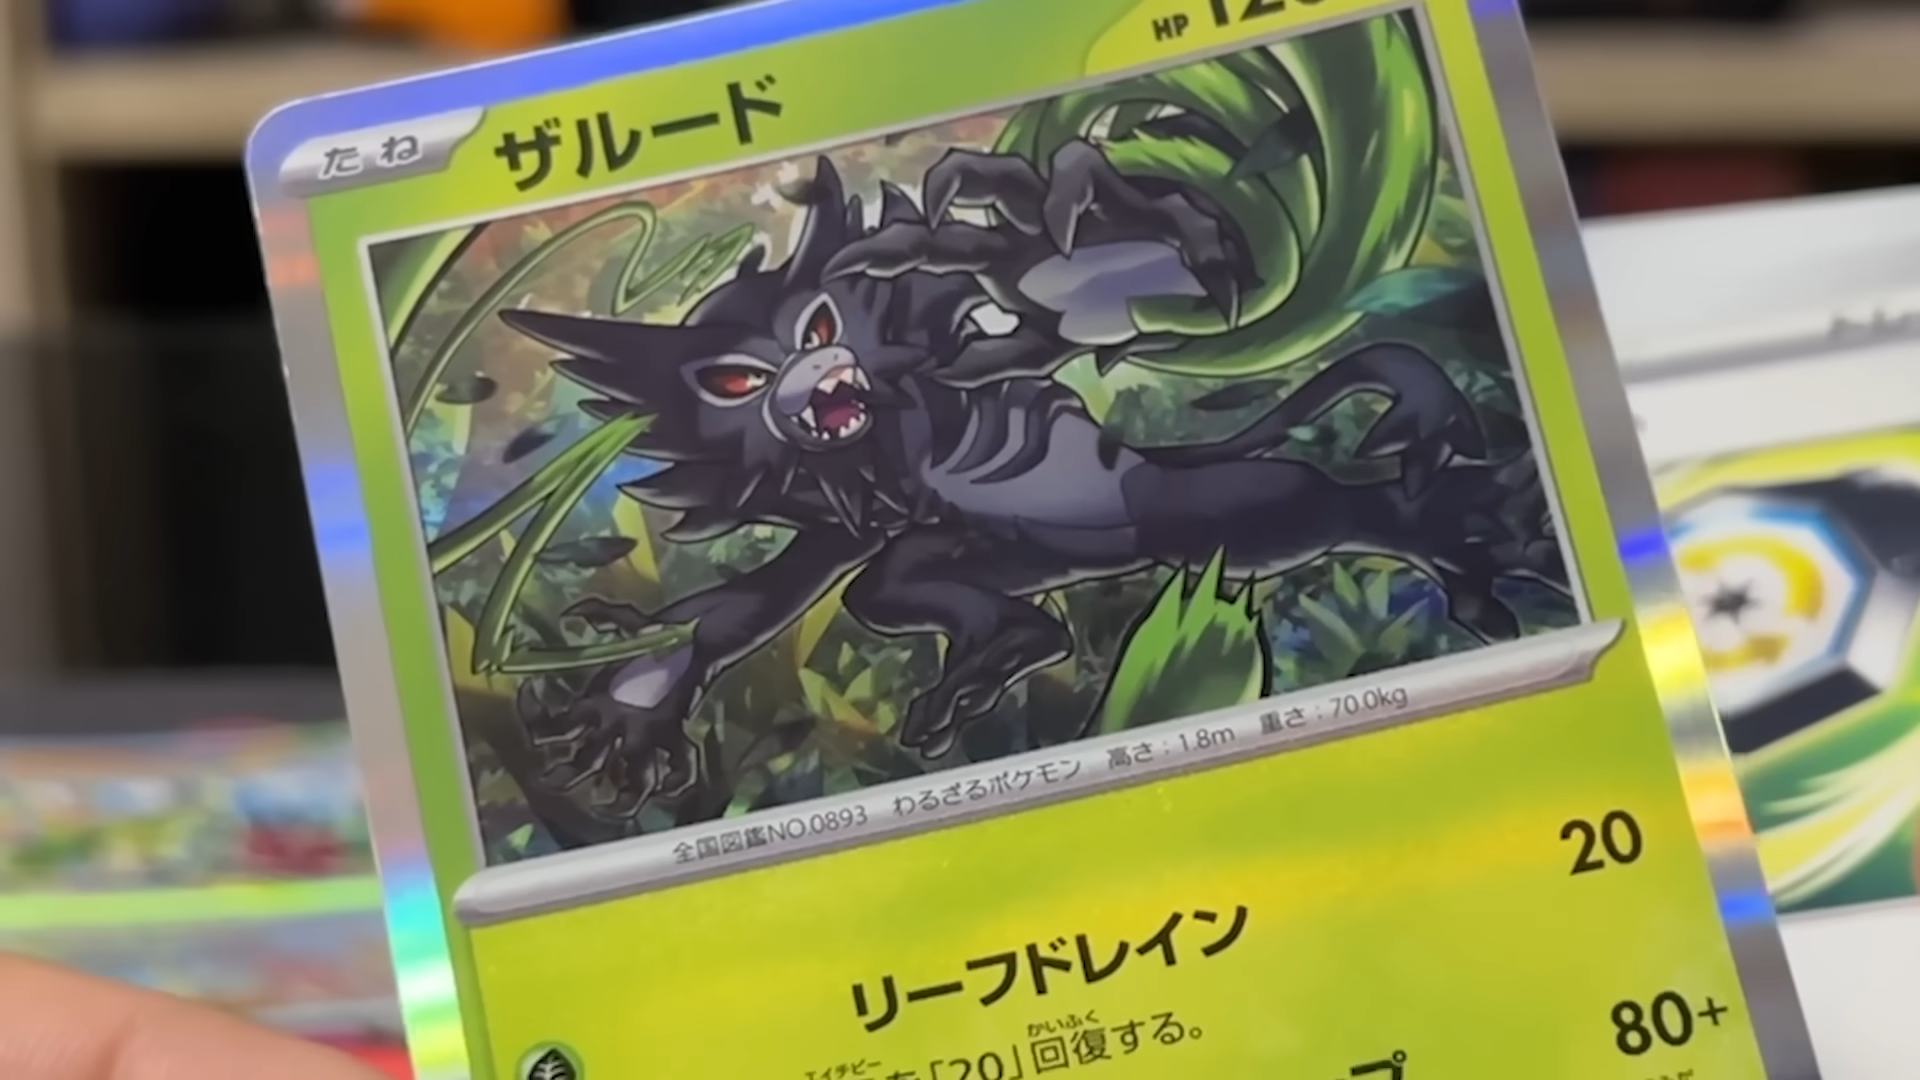 たね ザルード HP 120
全国図鑑NO.0893 わるざるポケモン 高さ：1.8m 重さ：70.0kg
リーフドレイン 20
を「20」回復する。
80+